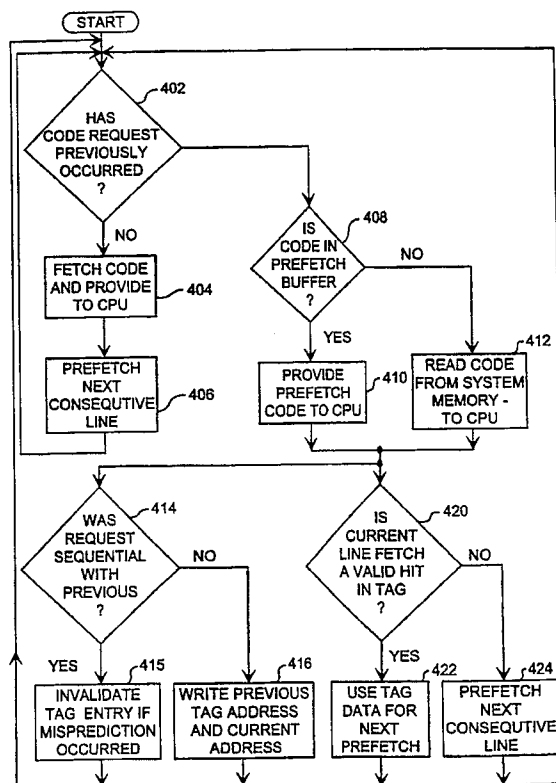 START
402
HAS
CODE REQUEST
PREVIOUSLY
OCCURRED
?
NO
FETCH CODE
AND PROVIDE
TO CPU
404
PREFETCH
NEXT
CONSEQUTIVE
LINE
406
408
IS
CODE IN
PREFETCH
BUFFER
?
NO
YES
PROVIDE
PREFETCH
CODE TO CPU
410
412
READ CODE
FROM SYSTEM
MEMORY -
TO CPU
414
WAS
REQUEST
SEQUENTIAL
WITH
PREVIOUS
?
NO
YES
415
INVALIDATE
TAG ENTRY IF
MISPREDICTION
OCCURRED
416
WRITE PREVIOUS
TAG ADDRESS
AND CURRENT
ADDRESS
420
IS
CURRENT
LINE FETCH
A VALID HIT
IN TAG
?
NO
YES
422
USE TAG
DATA FOR
NEXT
PREFETCH
424
PREFETCH
NEXT
CONSEQUTIVE
LINE